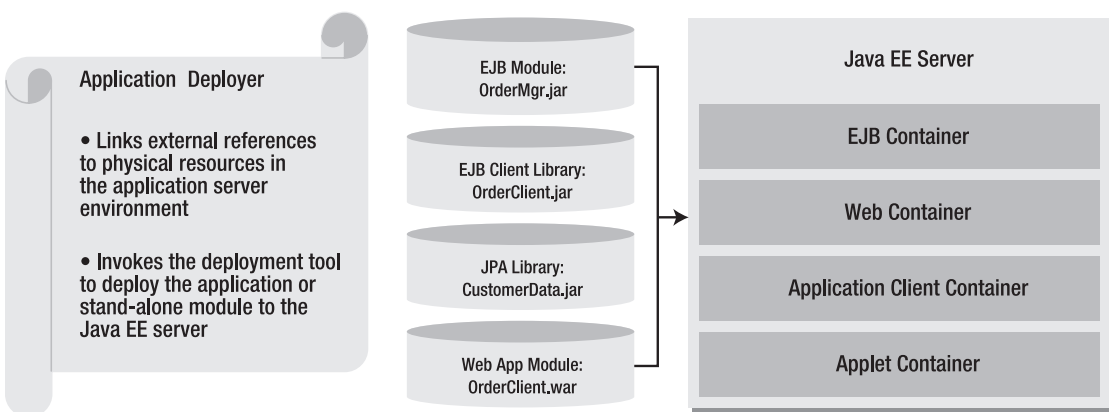 Application Deployer
• Links external references
to physical resources in
the application server
environment
• Invokes the deployment tool
to deploy the application or
stand-alone module to the
Java EE server
EJB Module:
OrderMgr.jar
EJB Client Library:
OrderClient.jar
JPA Library:
CustomerData.jar
Web App Module:
OrderClient.war
Java EE Server
EJB Container
Web Container
Application Client Container
Applet Container